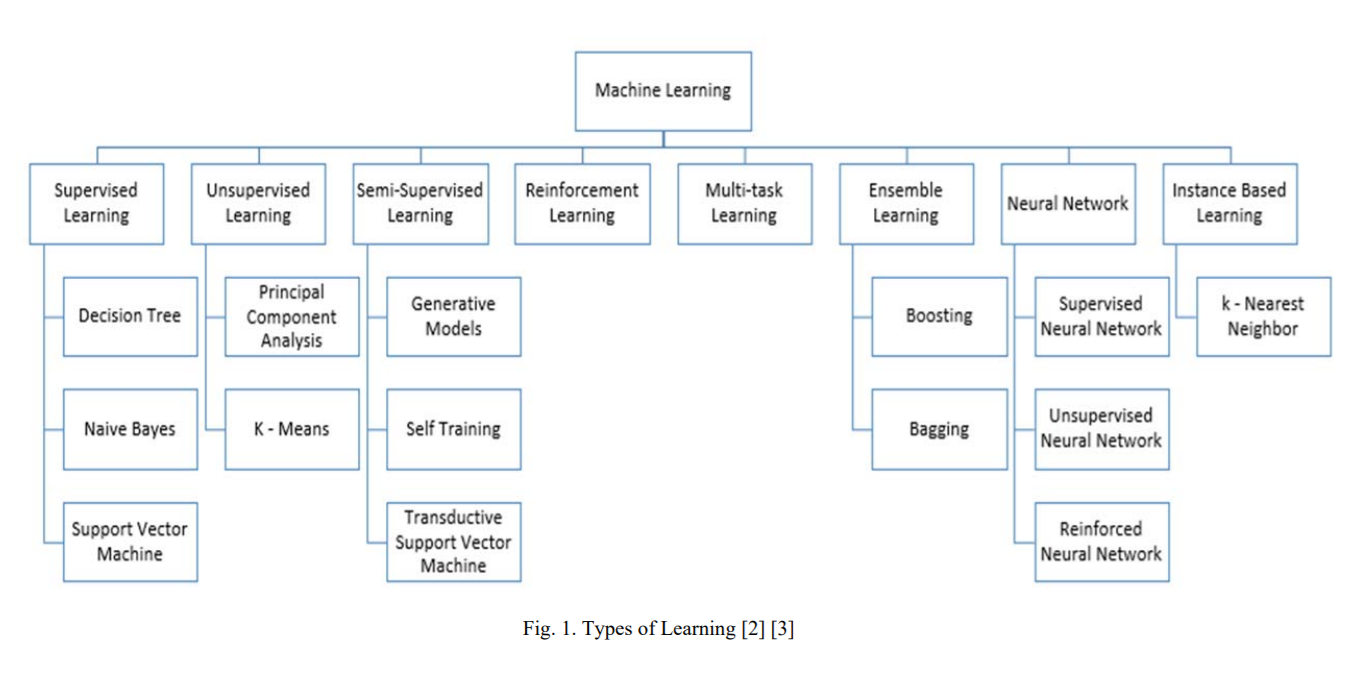 Machine Learning
Supervised
Learning
Unsupervised
Learning
Semi-Supervised
Learning
Reinforcement
Learning
Multi-task
Learning
Ensemble
Learning
Neural Network
Instance Based
Learning
Decision Tree
Naive Bayes
Support Vector
Machine
Principal
Component
Analysis
K - Means
Generative
Models
Self Training
Transductive
Support Vector
Machine
Boosting
Bagging
Supervised
Neural Network
Unsupervised
Neural Network
Reinforced
Neural Network
k - Nearest
Neighbor
Fig. 1. Types of Learning [2] [3]